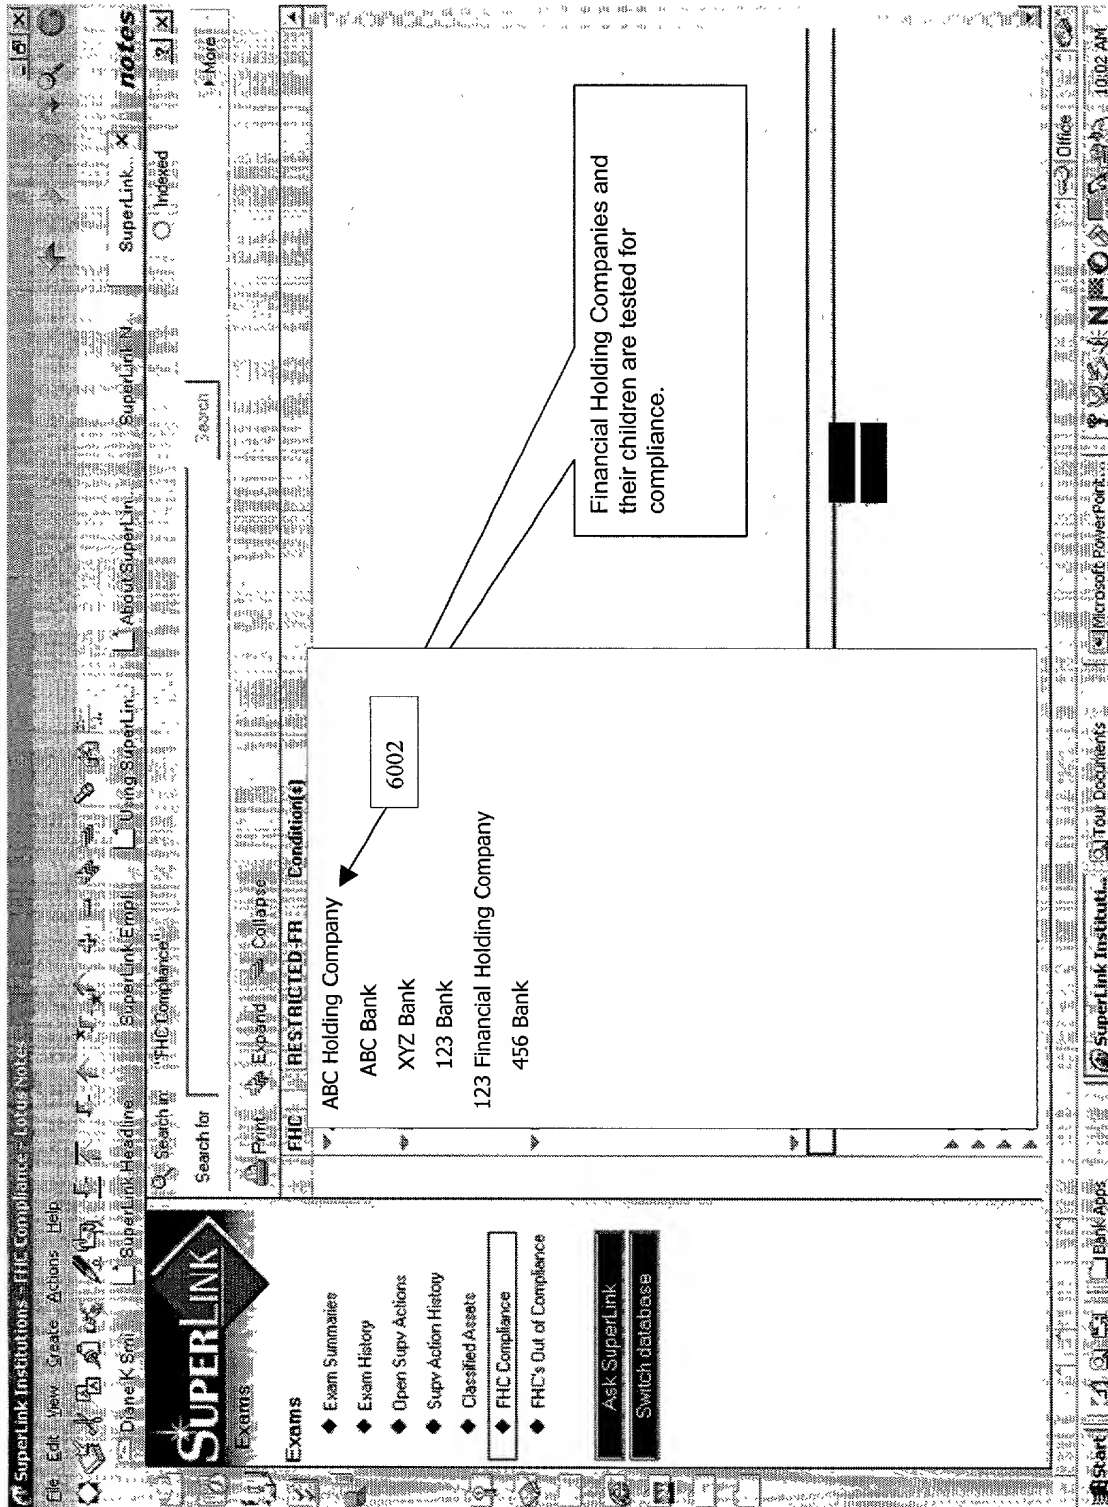 SuperLink Institutions - FHC Compliance - Lotus Notes
File Edit View Create Actions Help
Diane K Smi
SuperLink Headline
SuperLink Empl
Using SuperLin...
About SuperLin...
SuperLink N
SuperLink...
notes
SUPERLINK
Exams
Search in: "FHC Compliance"
Indexed
Search for
Search
More
Print Expand Collapse
FHC RESTRICTED-FR Condition(s)
Exams
Exam Summaries
Exam History
Open Supv Actions
Supv Action History
Classified Assets
FHC Compliance
FHC's Out of Compliance
Ask SuperLink
Switch database
ABC Holding Company
6002
ABC Bank
XYZ Bank
123 Bank
123 Financial Holding Company
456 Bank
Financial Holding Companies and
their children are tested for
compliance.
Start
Bank Apps
SuperLink Instituti...
Tour Documents
Microsoft PowerPoint...
Office
10:02 AM